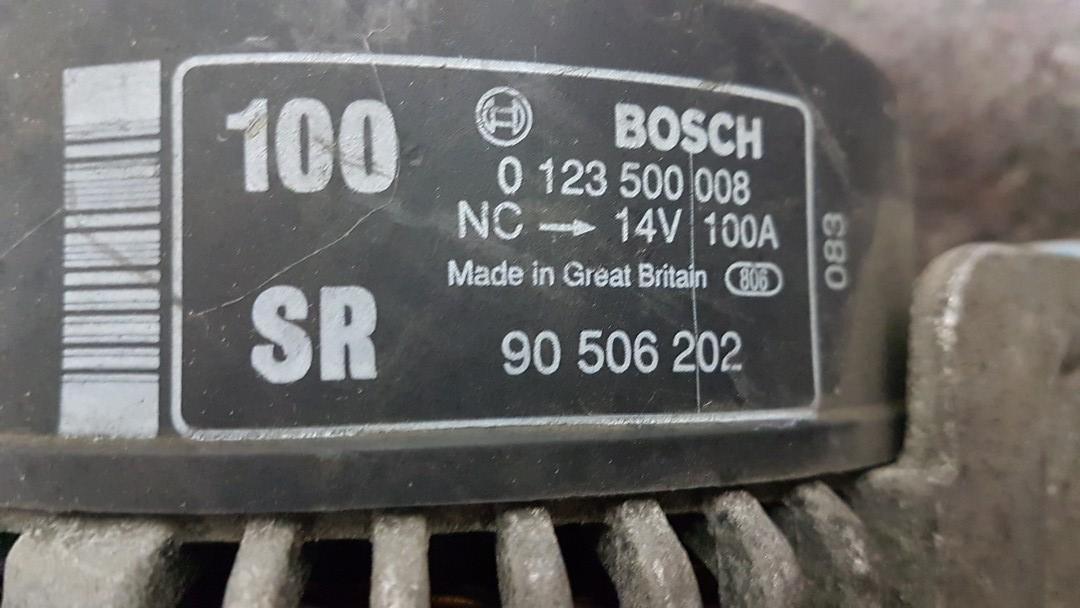 100
BOSCH
0 123 500 008
NC → 14V 100A
Made in Great Britain 806
SR
90 506 202
083